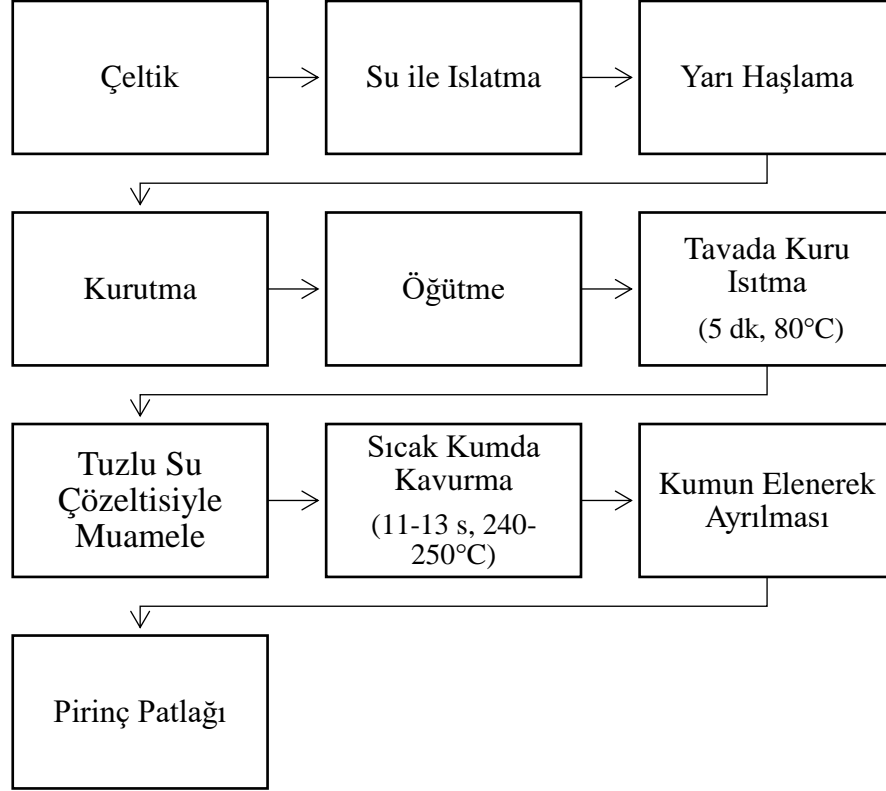 Çeltik
Su ile Islatma
Yarı Haşlama
Kurutma
Öğütme
Tavada Kuru
Isıtma
(5 dk, 80°C)
Tuzlu Su
Çözeltisiyle
Muamele
Sıcak Kumda
Kavurma
(11-13 s, 240-
250°C)
Kumun Elenerek
Ayrılması
Pirinç Patlağı